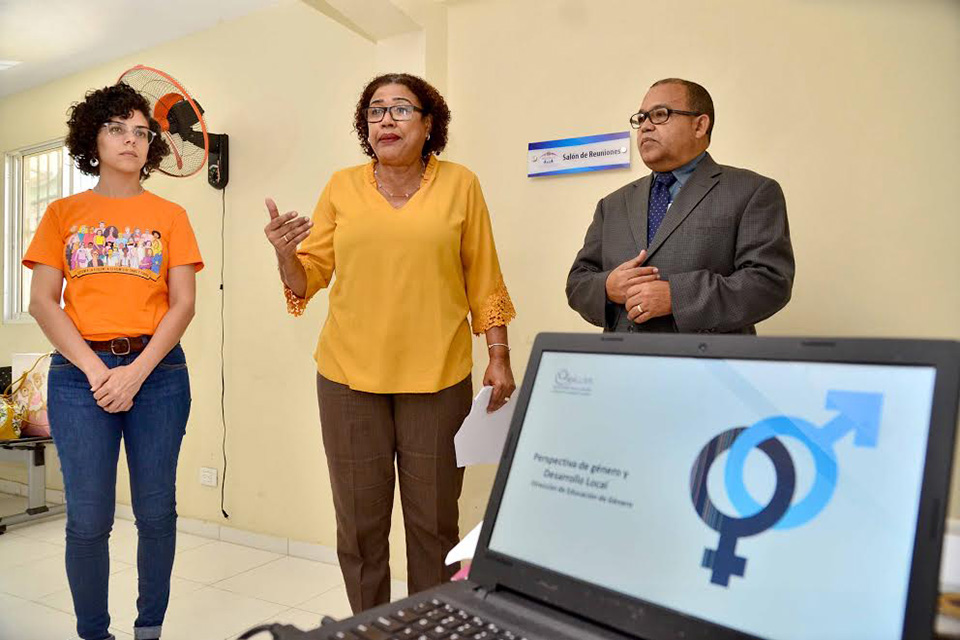 Salón de Reuniones
Perspectiva de género y
Desarrollo Local
Dirección de Educación de Género